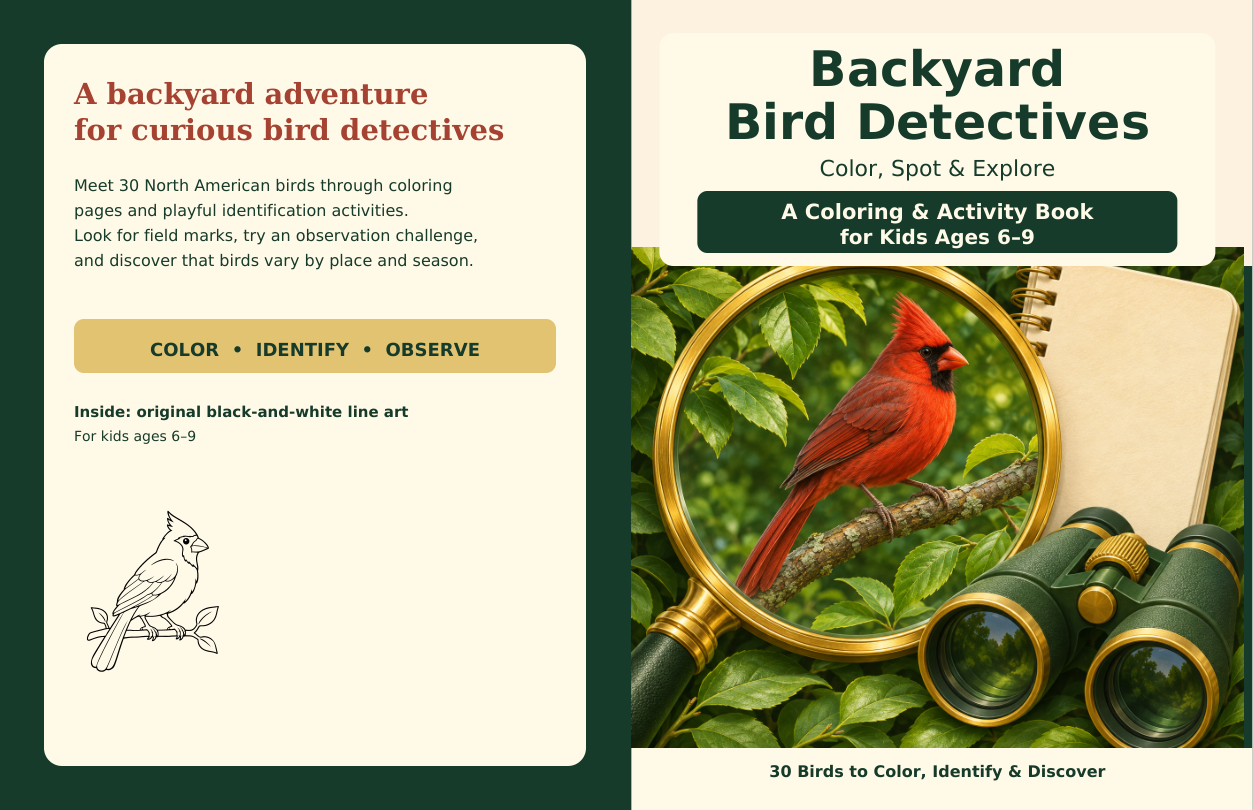 A backyard adventure
for curious bird detectives
Meet 30 North American birds through coloring
pages and playful identification activities.
Look for field marks, try an observation challenge,
and discover that birds vary by place and season.
COLOR • IDENTIFY • OBSERVE
Inside: original black-and-white line art
For kids ages 6–9
Backyard
Bird Detectives
Color, Spot & Explore
A Coloring & Activity Book
for Kids Ages 6–9
30 Birds to Color, Identify & Discover